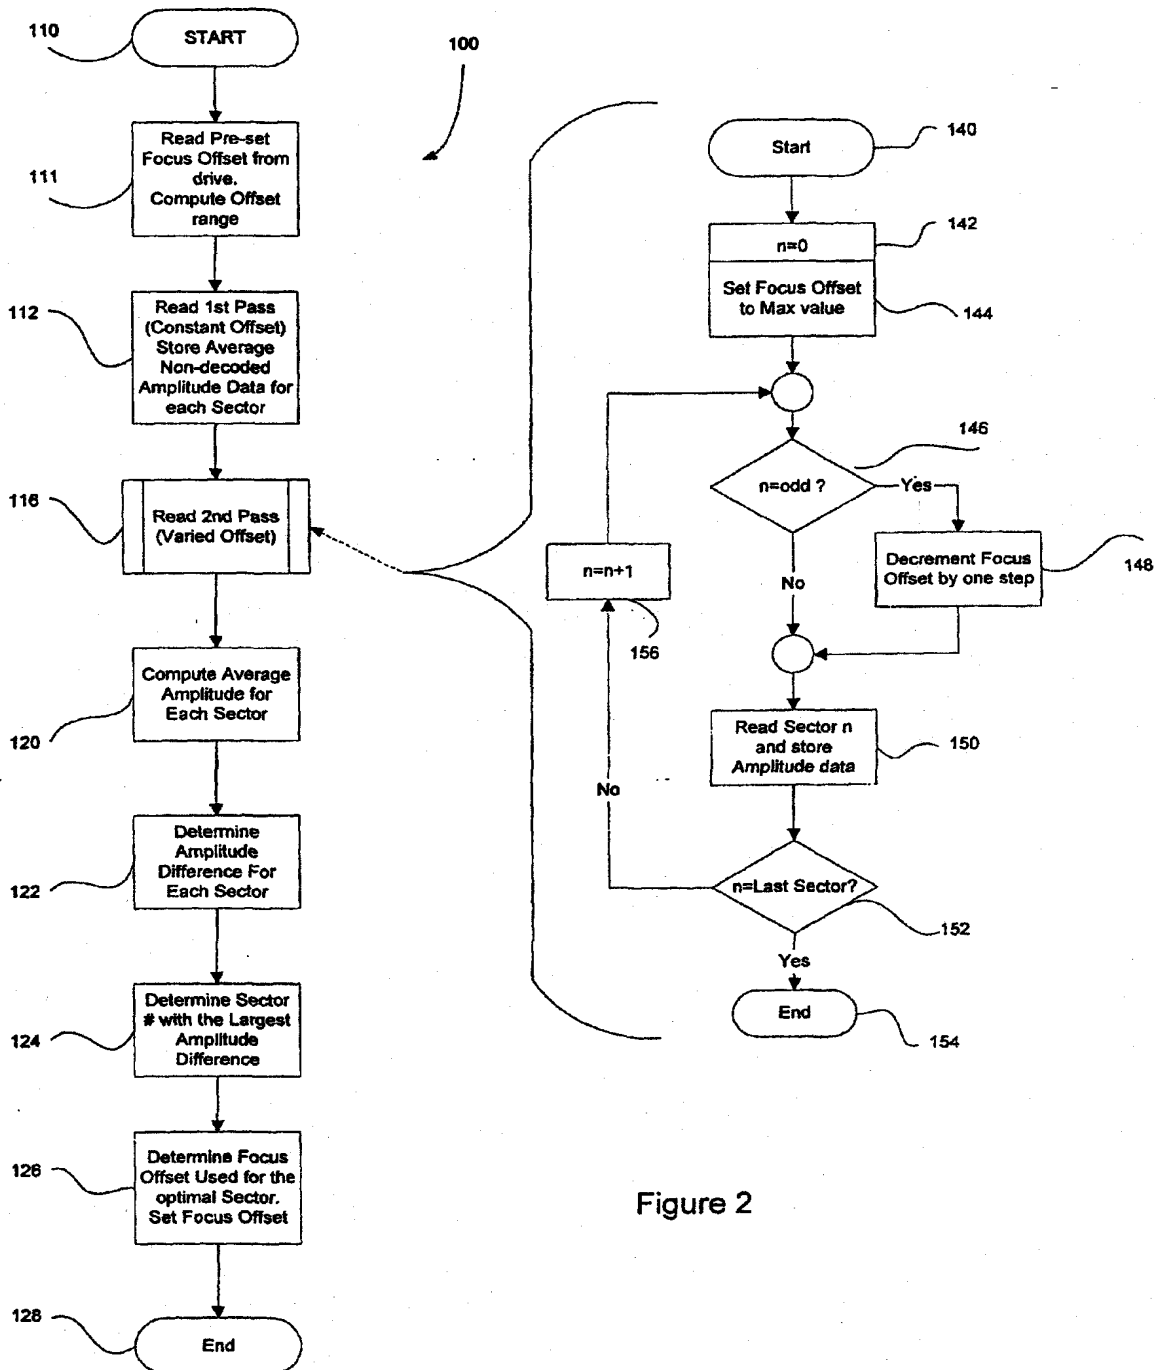 110
START
100
111
Read Pre-set
Focus Offset from
drive.
Compute Offset
range
112
Read 1st Pass
(Constant Offset)
Store Average
Non-decoded
Amplitude Data for
each Sector
116
Read 2nd Pass
(Varied Offset)
120
Compute Average
Amplitude for
Each Sector
122
Determine
Amplitude
Difference For
Each Sector
124
Determine Sector
# with the Largest
Amplitude
Difference
126
Determine Focus
Offset Used for the
optimal Sector.
Set Focus Offset
128
End
Start
140
n=0
142
Set Focus Offset
to Max value
144
n=odd ?
146
Yes
Decrement Focus
Offset by one step
148
No
n=n+1
156
Read Sector n
and store
Amplitude data
150
No
n=Last Sector?
152
Yes
End
154
Figure 2